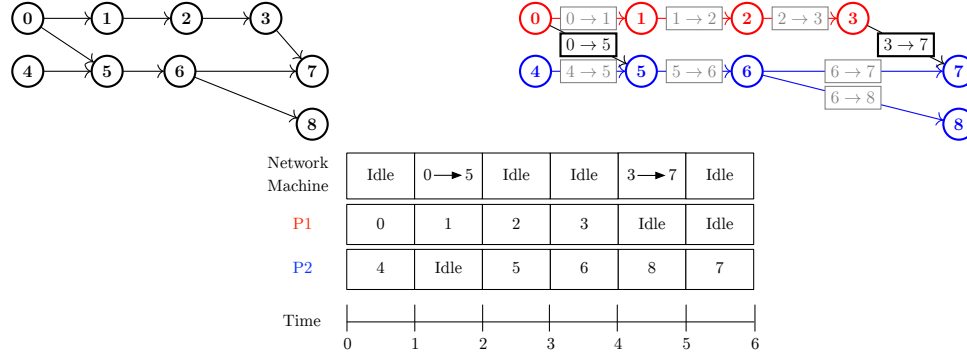 0 1 2 3
4 5 6 7
8
0 0 → 1 1 1 → 2 2 2 → 3 3
0 → 5 3 → 7
4 4 → 5 5 5 → 6 6 6 → 7 7
6 → 8
8
Network Machine Idle 0 → 5 Idle Idle 3 → 7 Idle
P1 0 1 2 3 Idle Idle
P2 4 Idle 5 6 8 7
Time
0 1 2 3 4 5 6